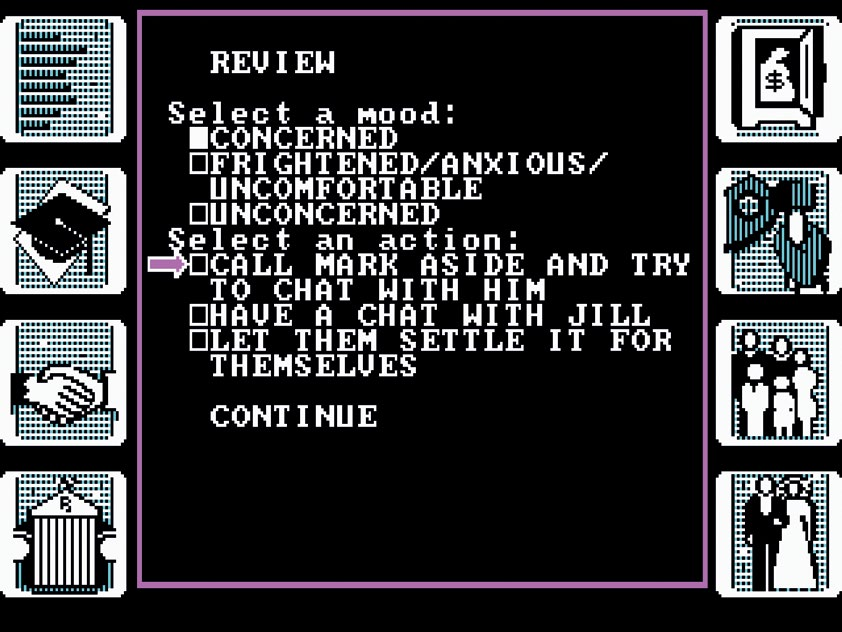 REVIEW
Select a mood:
CONCERNED
FRIGHTENED/ANXIOUS/
UNCOMFORTABLE
UNCONCERNED
Select an action:
CALL MARK ASIDE AND TRY
TO CHAT WITH HIM
HAVE A CHAT WITH JILL
LET THEM SETTLE IT FOR
THEMSELVES
CONTINUE
$
R